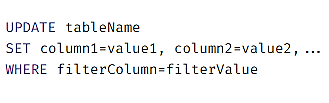 UPDATE tableName
SET column1=value1, column2=value2,...
WHERE filterColumn=filterValue